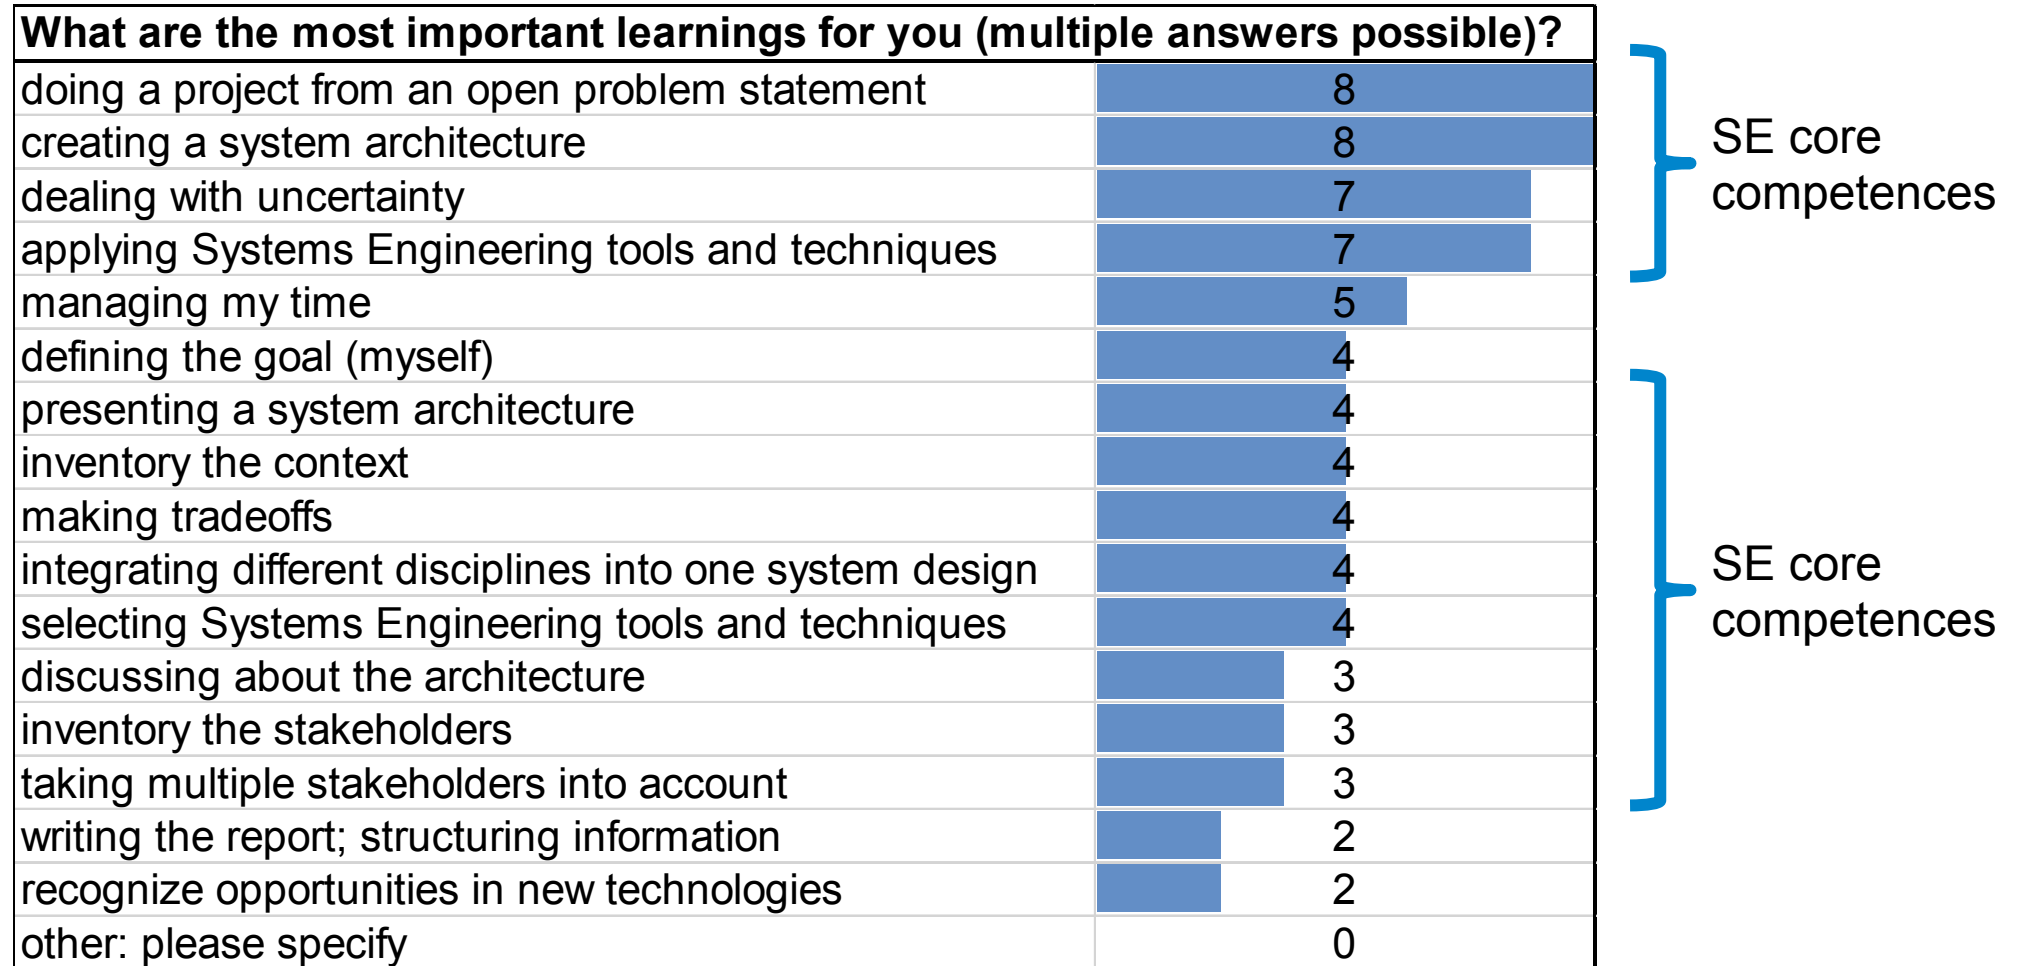 What are the most important learnings for you (multiple answers possible)?
doing a project from an open problem statement 8
creating a system architecture 8
dealing with uncertainty 7
applying Systems Engineering tools and techniques 7
managing my time 5
defining the goal (myself) 4
presenting a system architecture 4
inventory the context 4
making tradeoffs 4
integrating different disciplines into one system design 4
selecting Systems Engineering tools and techniques 4
discussing about the architecture 3
inventory the stakeholders 3
taking multiple stakeholders into account 3
writing the report; structuring information 2
recognize opportunities in new technologies 2
other: please specify 0
SE core
competences
SE core
competences